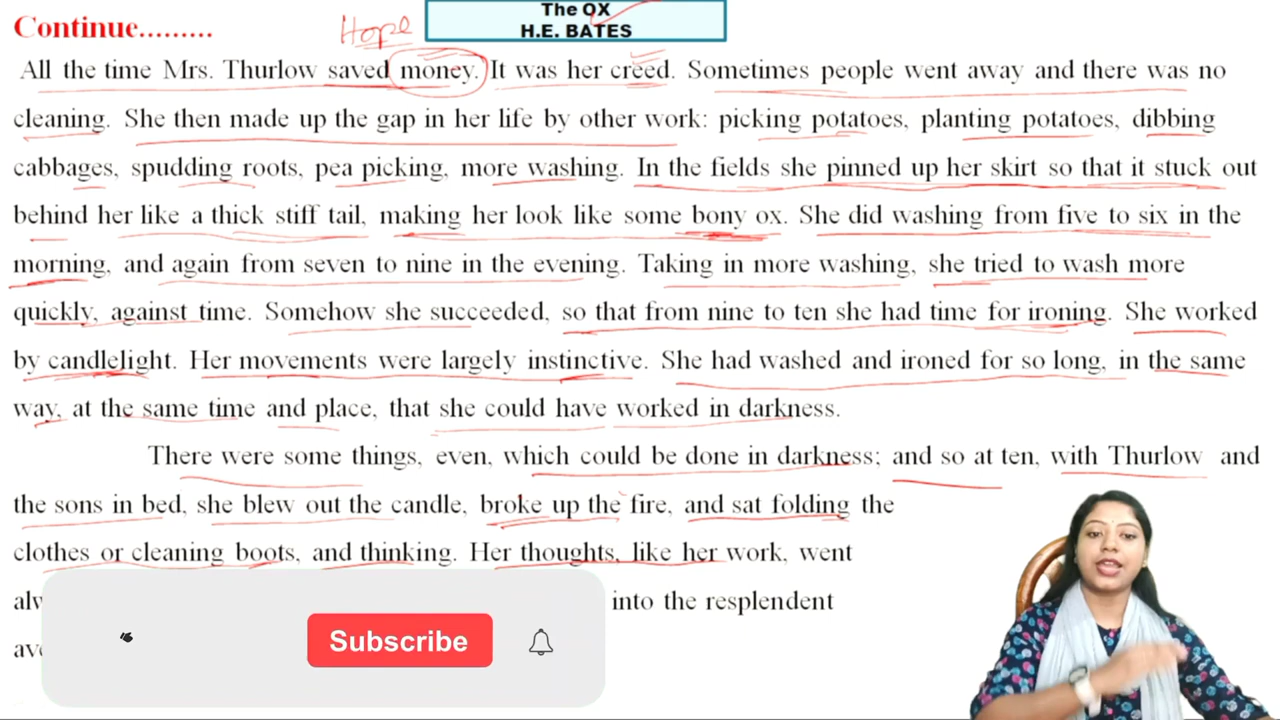 The OX
H.E. BATES
Continue.........
Hope
All the time Mrs. Thurlow saved money. It was her creed. Sometimes people went away and there was no
cleaning. She then made up the gap in her life by other work: picking potatoes, planting potatoes, dibbing
cabbages, spudding roots, pea picking, more washing. In the fields she pinned up her skirt so that it stuck out
behind her like a thick stiff tail, making her look like some bony ox. She did washing from five to six in the
morning, and again from seven to nine in the evening. Taking in more washing, she tried to wash more
quickly, against time. Somehow she succeeded, so that from nine to ten she had time for ironing. She worked
by candlelight. Her movements were largely instinctive. She had washed and ironed for so long, in the same
way, at the same time and place, that she could have worked in darkness.
There were some things, even, which could be done in darkness; and so at ten, with Thurlow and
the sons in bed, she blew out the candle, broke up the fire, and sat folding the
clothes or cleaning boots, and thinking. Her thoughts, like her work, went
into the resplendent
Subscribe